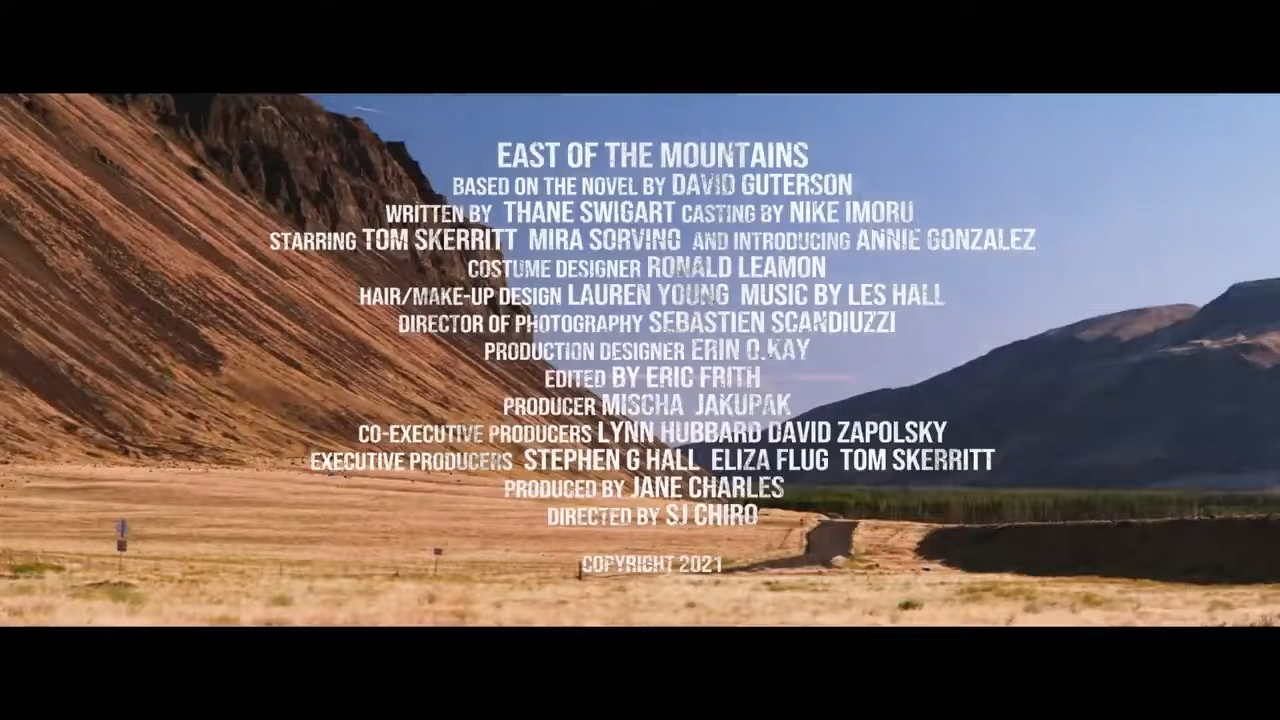 EAST OF THE MOUNTAINS
BASED ON THE NOVEL BY DAVID GUTERSON
WRITTEN BY THANE SWIGART CASTING BY NIKE IMORU
STARRING TOM SKERRITT MIRA SORVINO AND INTRODUCING ANNIE GONZALEZ
COSTUME DESIGNER RONALD LEAMON
HAIR/MAKE-UP DESIGN LAUREN YOUNG MUSIC BY LES HALL
DIRECTOR OF PHOTOGRAPHY SEBASTIEN SCANDIUZZI
PRODUCTION DESIGNER ERIN O.KAY
EDITED BY ERIC FRITH
PRODUCER MISCHA JAKUPAK
CO-EXECUTIVE PRODUCERS LYNN HUBBARD DAVID ZAPOLSKY
EXECUTIVE PRODUCERS STEPHEN G HALL ELIZA FLUG TOM SKERRITT
PRODUCED BY JANE CHARLES
DIRECTED BY SJ CHIRO
COPYRIGHT 2021